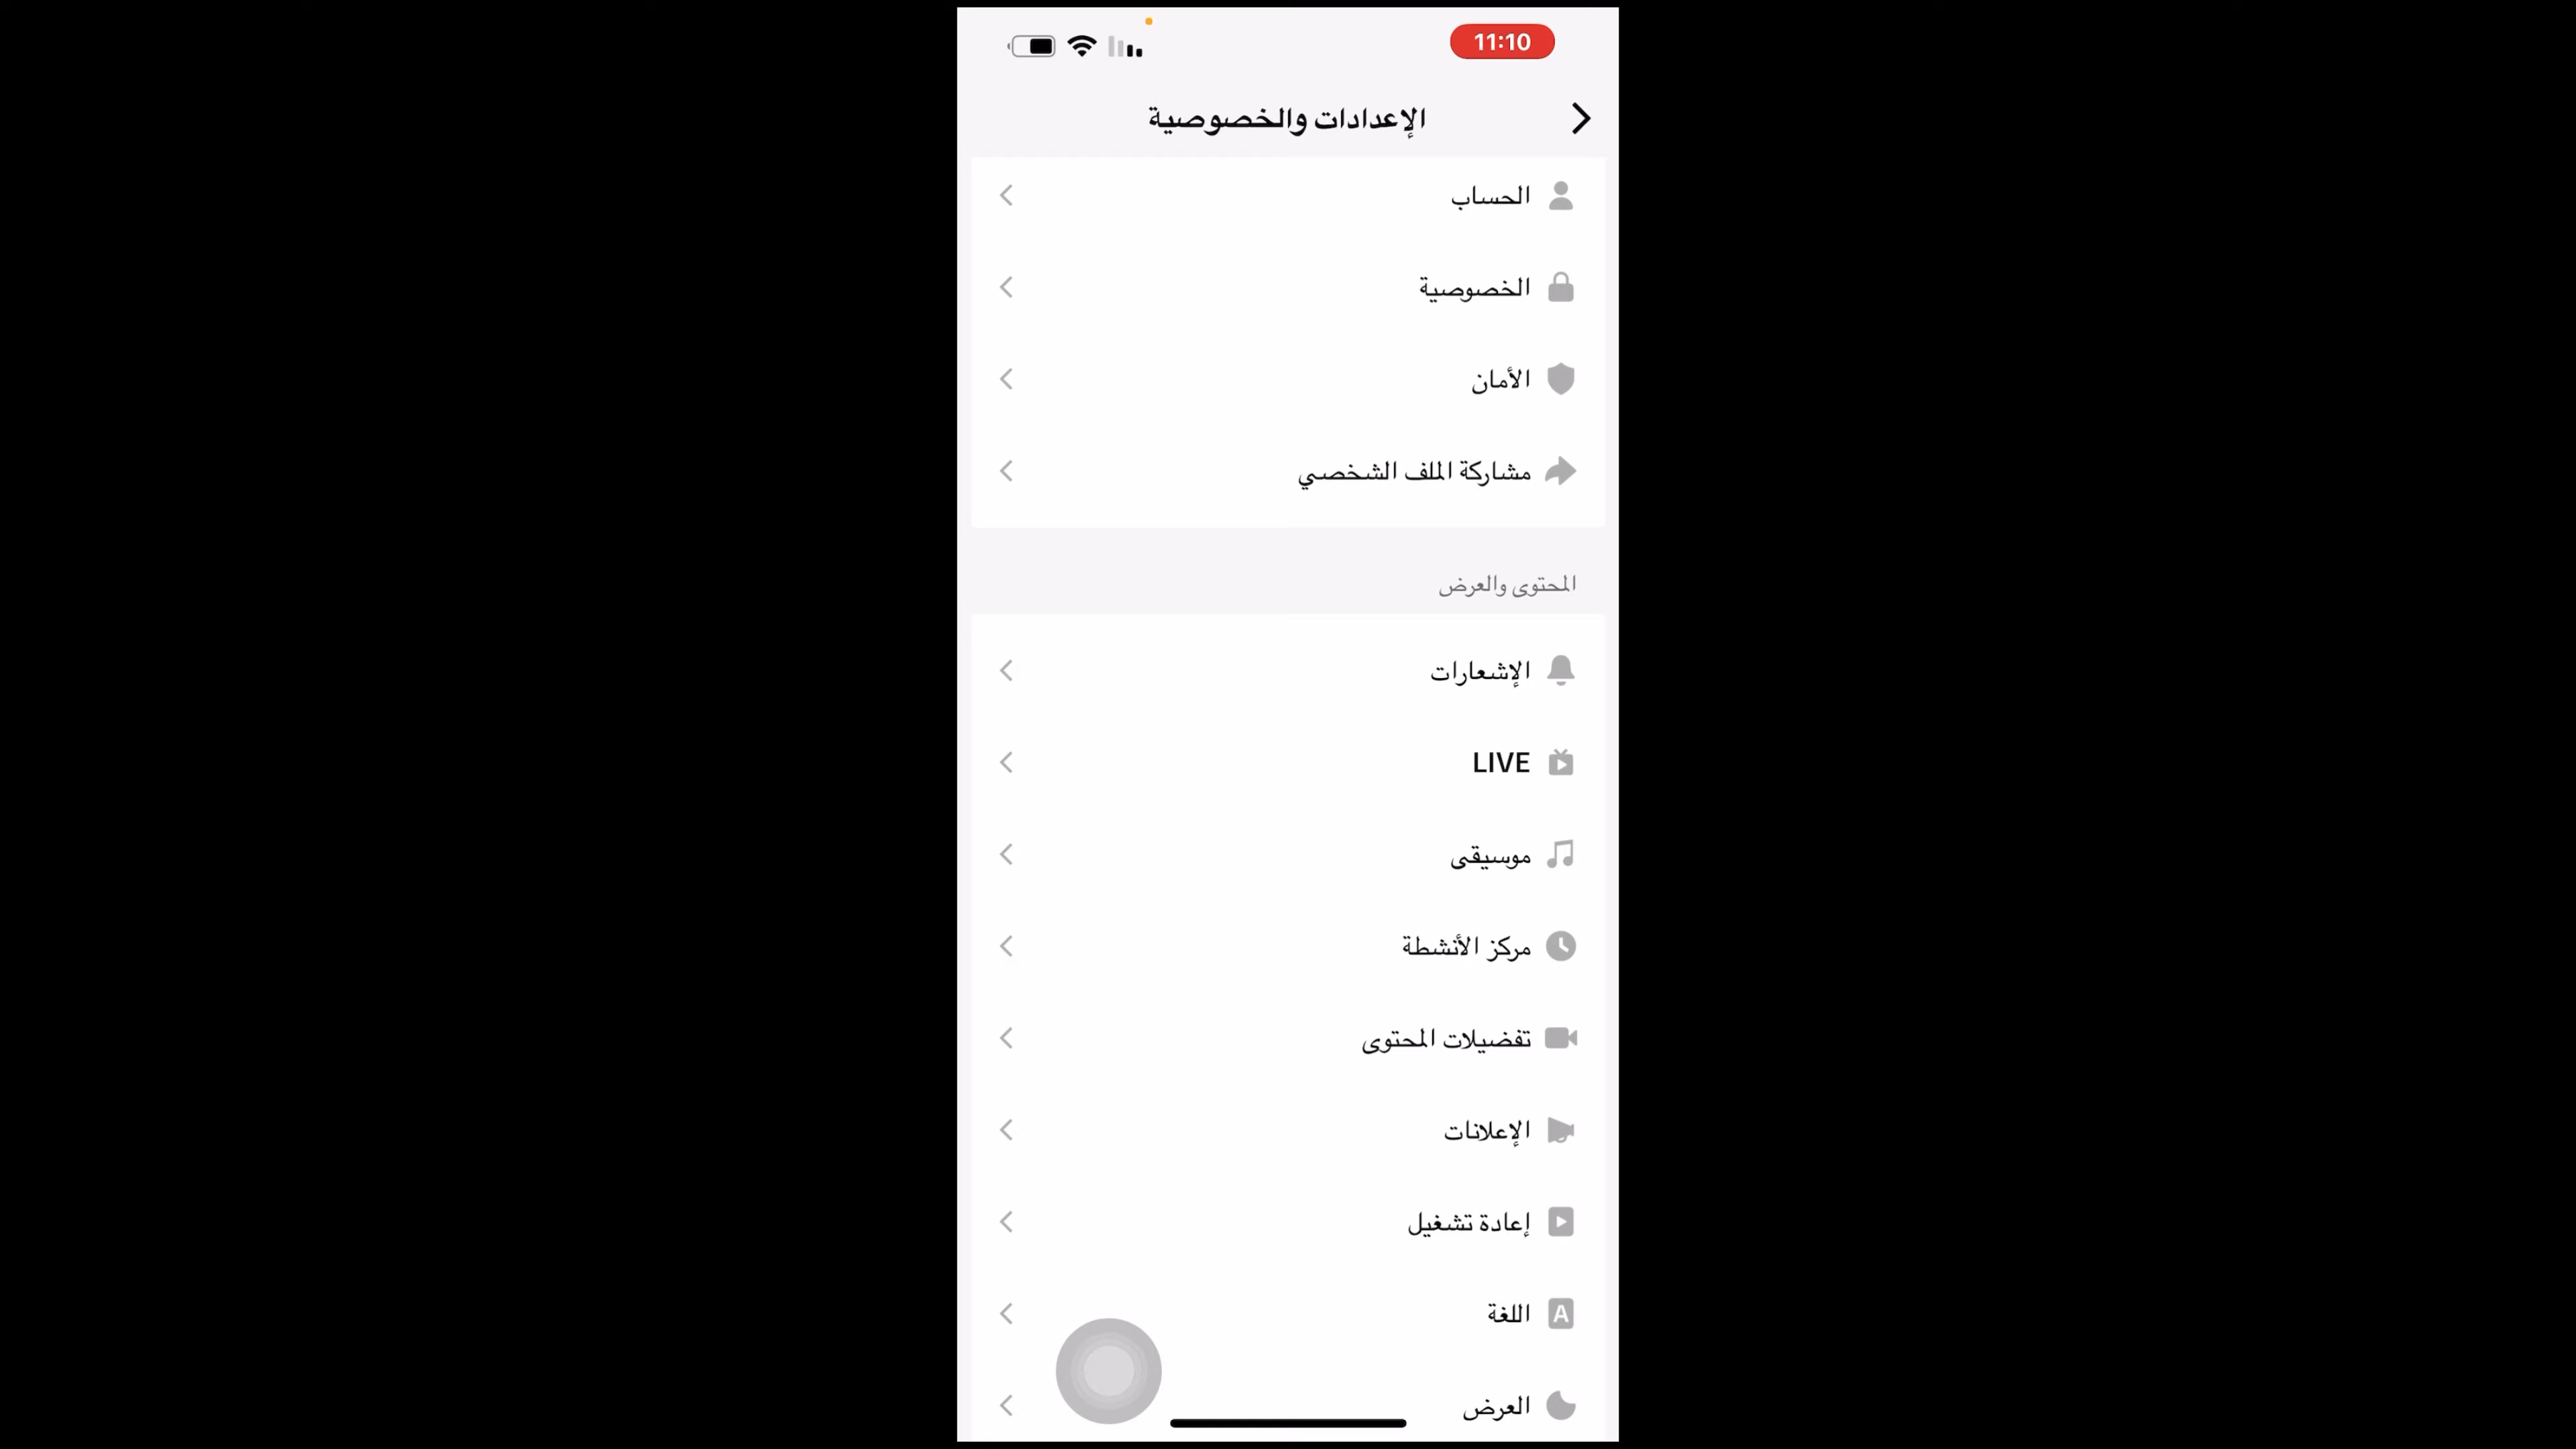 11:10
الإعدادات والخصوصية
الحساب
الخصوصية
الأمان
مشاركة الملف الشخصي
المحتوى والعرض
الإشعارات
LIVE
موسيقى
مركز الأنشطة
تفضيلات المحتوى
الإعلانات
إعادة تشغيل
اللغة
العرض